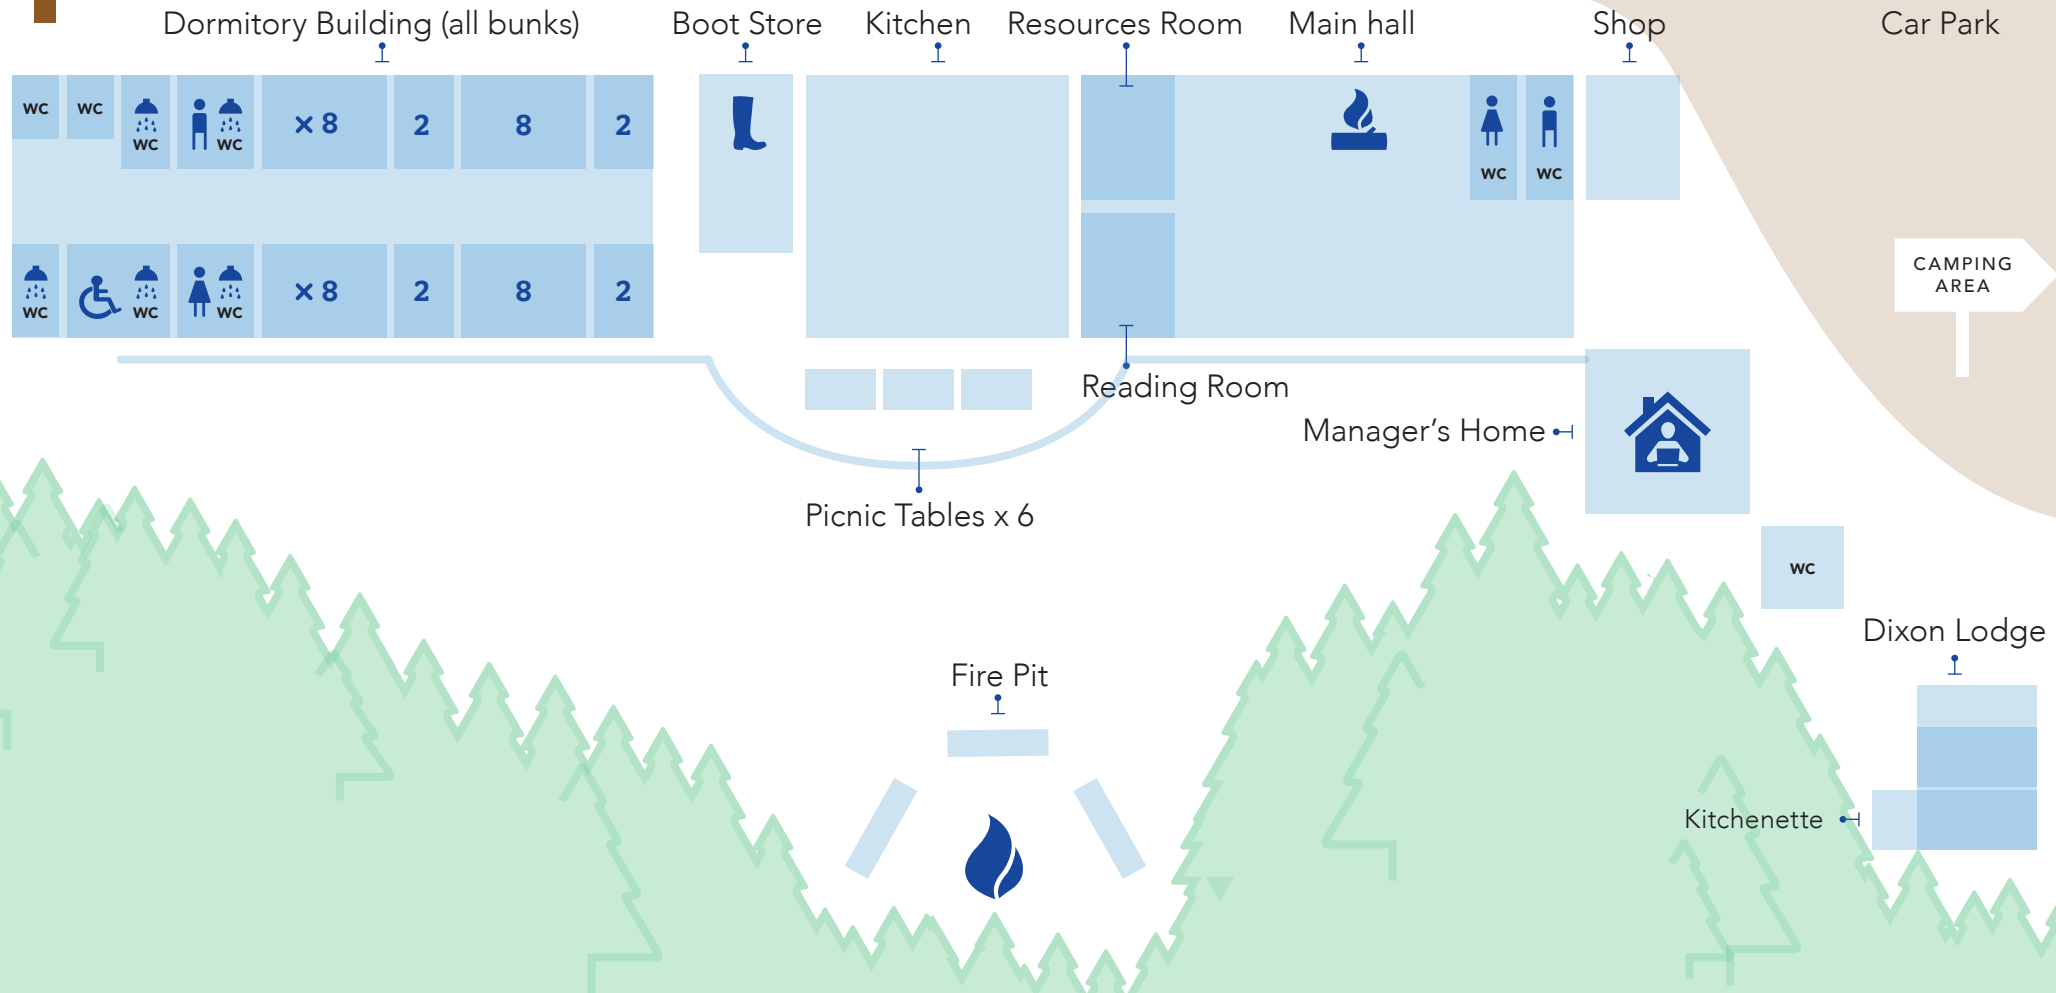 Dormitory Building (all bunks)
Boot Store
Kitchen
Resources Room
Main hall
Shop
Car Park
WC
WC
WC
WC
× 8
2
8
2
WC
WC
WC
WC
WC
× 8
2
8
2
CAMPING
AREA
Reading Room
Manager’s Home
Picnic Tables x 6
WC
Dixon Lodge
Fire Pit
Kitchenette